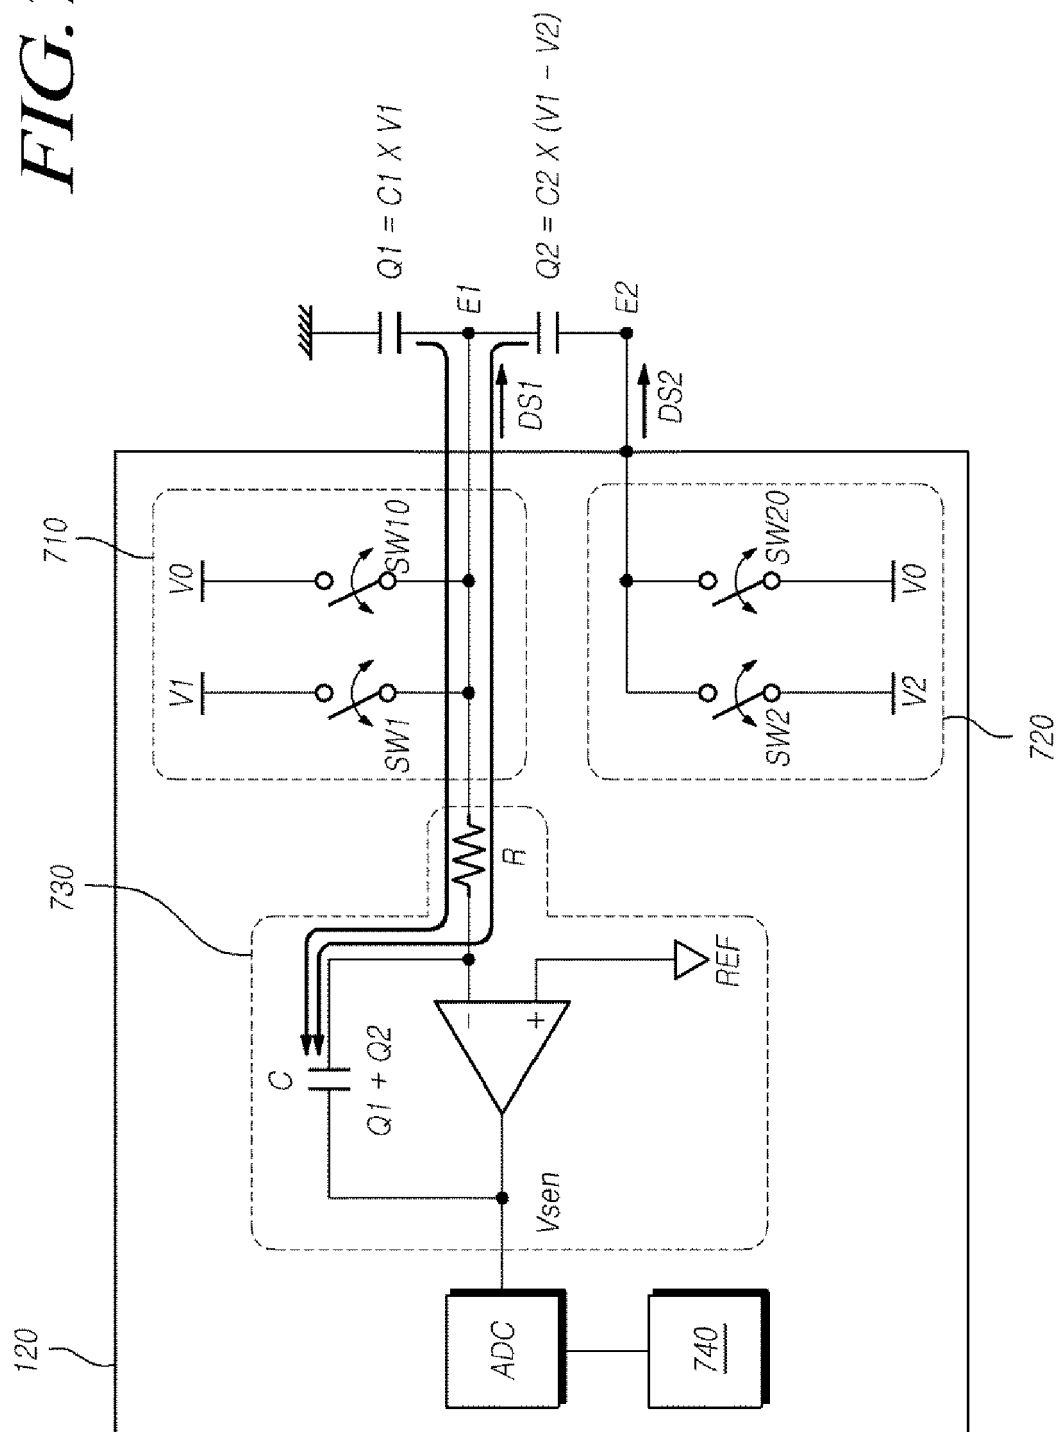 FIG.
120
730
710
720
V1
V0
SW1
SW10
C
Q1 + Q2
R
REF
-
+
Vsen
ADC
740
SW2
SW20
V2
V0
DS1
DS2
E1
E2
Q1 = C1 X V1
Q2 = C2 X (V1 - V2)